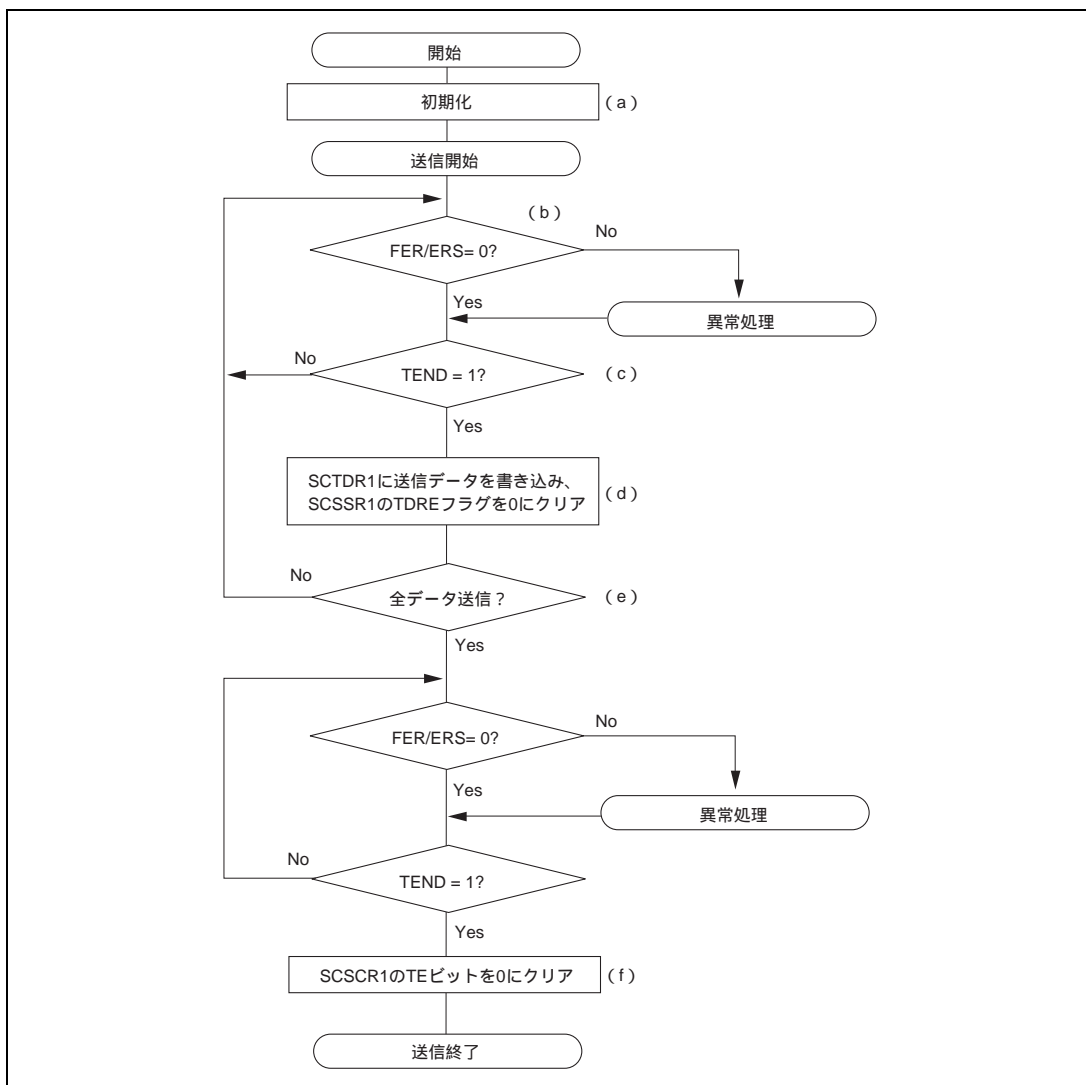 開始
初期化
（a）
送信開始
（b）
FER/ERS= 0?
No
Yes
異常処理
No
TEND = 1?
（c）
Yes
SCTDR1に送信データを書き込み、
SCSSR1のTDREフラグを0にクリア
（d）
No
全データ送信？
（e）
Yes
FER/ERS= 0?
No
Yes
異常処理
No
TEND = 1?
Yes
SCSCR1のTEビットを0にクリア
（f）
送信終了